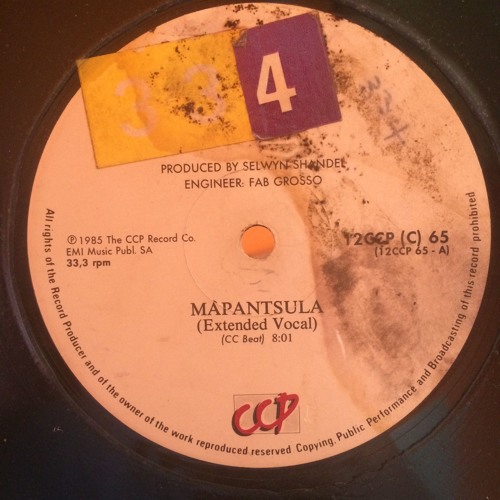 334
334
PRODUCED BY SELWYN SHANDEL
ENGINEER: FAB GROSSO
℗ 1985 The CCP Record Co.
EMI Music Publ. SA
33,3 rpm
12CCP (C) 65
(12CCP 65 - A)
MAPANTSULA
(Extended Vocal)
(CC Beat) 8:01
CCP
All rights of the Record Producer and of the owner of the work reproduced reserved Copying, Public Performance and Broadcasting of this record prohibited